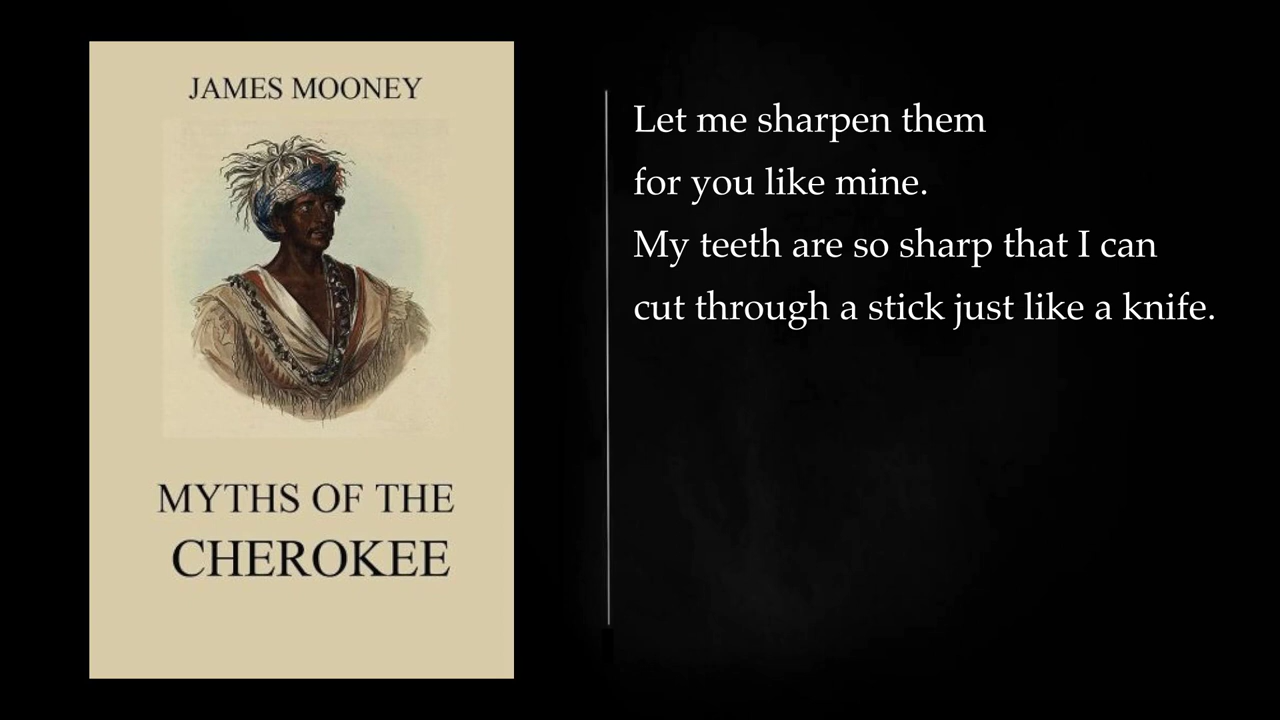 JAMES MOONEY
MYTHS OF THE
CHEROKEE
Let me sharpen them
for you like mine.
My teeth are so sharp that I can
cut through a stick just like a knife.